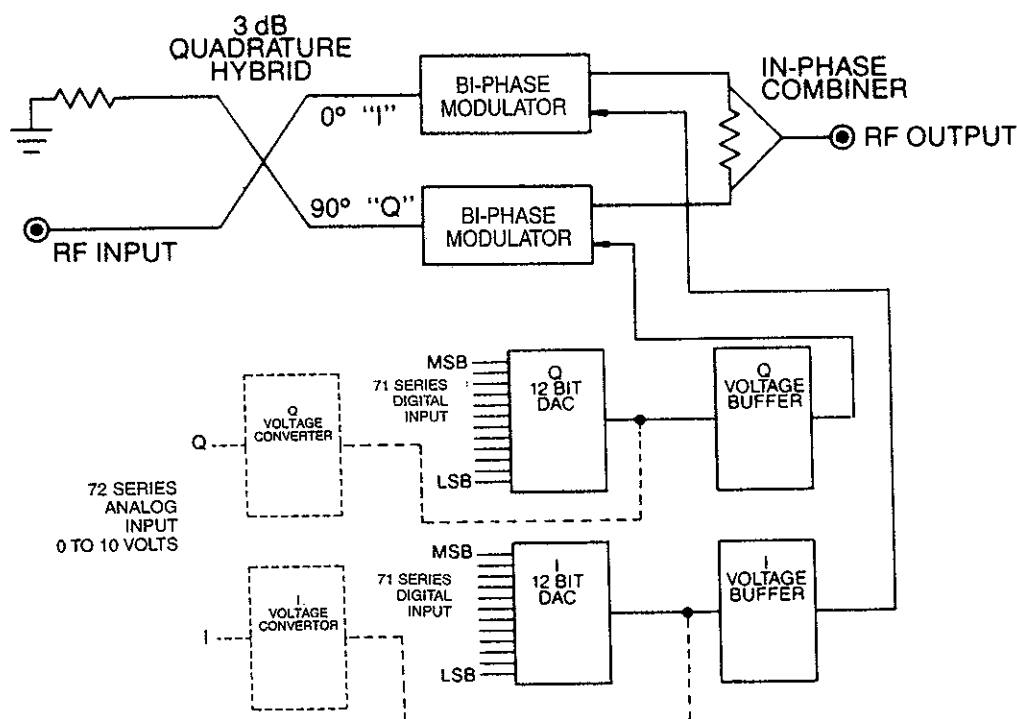 3 dB
QUADRATURE
HYBRID
BI-PHASE
MODULATOR
IN-PHASE
COMBINER
0° "I"
RF OUTPUT
90° "Q"
BI-PHASE
MODULATOR
RF INPUT
MSB
71 SERIES
DIGITAL
INPUT
LSB
Q
12 BIT
DAC
Q
VOLTAGE
BUFFER
Q
VOLTAGE
CONVERTER
Q
72 SERIES
ANALOG
INPUT
0 TO 10 VOLTS
MSB
71 SERIES
DIGITAL
INPUT
LSB
I
12 BIT
DAC
I
VOLTAGE
BUFFER
I
VOLTAGE
CONVERTOR
I